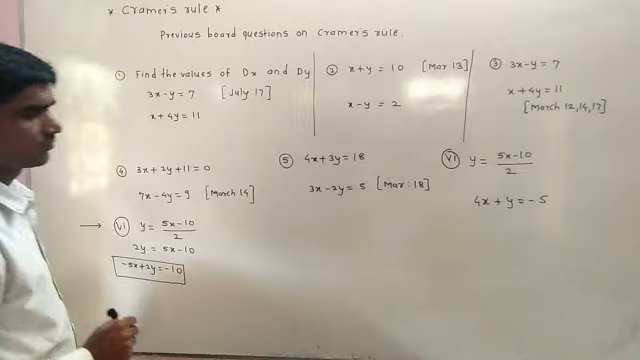 * Cramer's rule *
Previous board questions on Cramer's rule.
① Find the values of Dx and Dy
3x-y = 7 [July 17]
x + 4y = 11
② x+y = 10 [Mar 13]
x-y = 2
③ 3x-y = 7
x + 4y = 11
[March 12,14,17]
④ 3x+2y+11=0
7x-4y=9 [March 14]
⑤ 4x+3y=18
3x-2y=5 [Mar:18]
VI y = 5x-10/2
4x+y=-5
→ VI y = 5x-10/2
2y = 5x-10
-5x+2y=-10